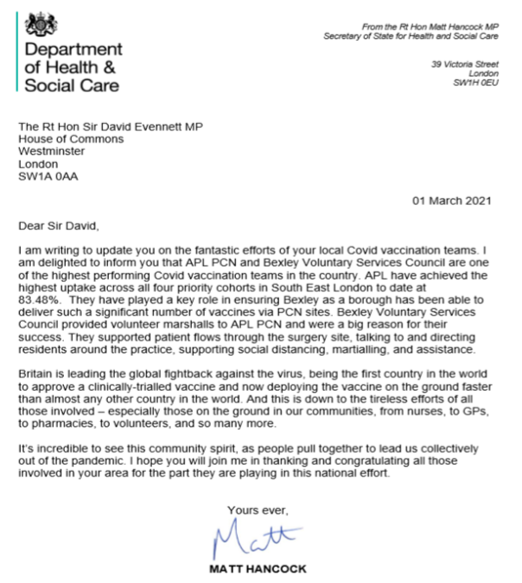 Department
of Health &
Social Care
From the Rt Hon Matt Hancock MP
Secretary of State for Health and Social Care
39 Victoria Street
London
SW1H 0EU
The Rt Hon Sir David Evennett MP
House of Commons
Westminster
London
SW1A 0AA
01 March 2021
Dear Sir David,
I am writing to update you on the fantastic efforts of your local Covid vaccination teams. I
am delighted to inform you that APL PCN and Bexley Voluntary Services Council are one
of the highest performing Covid vaccination teams in the country. APL have achieved the
highest uptake across all four priority cohorts in South East London to date at
83.48%. They have played a key role in ensuring Bexley as a borough has been able to
deliver such a significant number of vaccines via PCN sites. Bexley Voluntary Services
Council provided volunteer marshalls to APL PCN and were a big reason for their
success. They supported patient flows through the surgery site, talking to and directing
residents around the practice, supporting social distancing, martialling, and assistance.
Britain is leading the global fightback against the virus, being the first country in the world
to approve a clinically-trialled vaccine and now deploying the vaccine on the ground faster
than almost any other country in the world. And this is down to the tireless efforts of all
those involved – especially those on the ground in our communities, from nurses, to GPs,
to pharmacies, to volunteers, and so many more.
It's incredible to see this community spirit, as people pull together to lead us collectively
out of the pandemic. I hope you will join me in thanking and congratulating all those
involved in your area for the part they are playing in this national effort.
Yours ever,
Matt
MATT HANCOCK